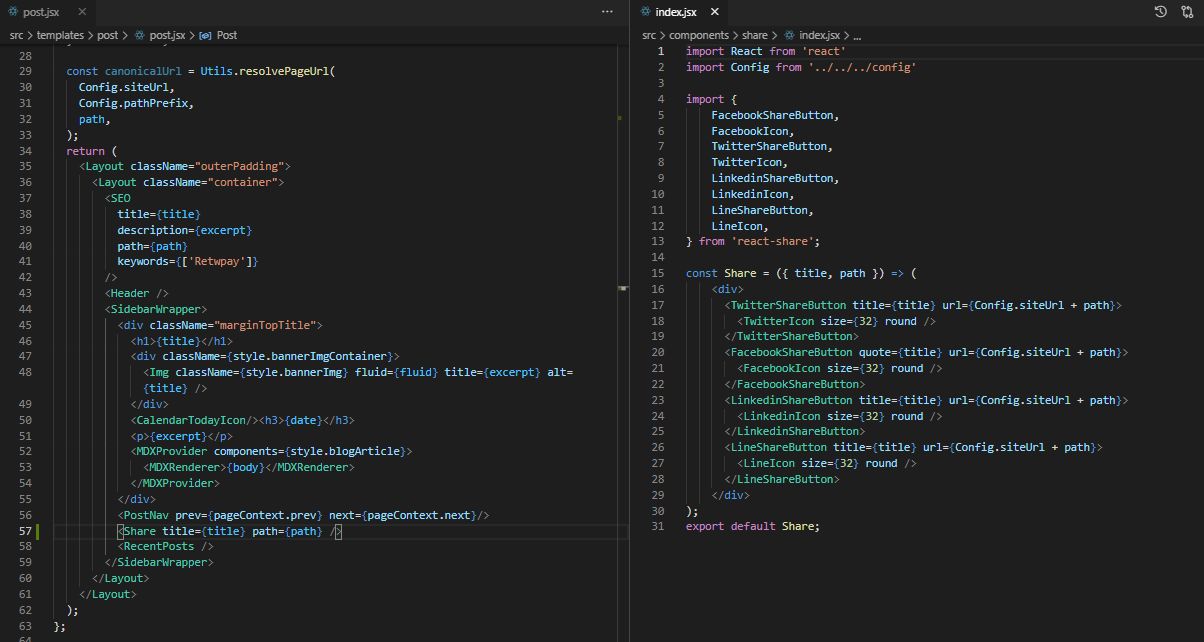 post.jsx
src > templates > post > post.jsx > Post
28
29 const canonicalUrl = Utils.resolvePageUrl(
30 Config.siteUrl,
31 Config.pathPrefix,
32 path,
33 );
34 return (
35 <Layout className="outerPadding">
36 <Layout className="container">
37 <SEO
38 title={title}
39 description={excerpt}
40 path={path}
41 keywords={['Retwpay']}
42 />
43 <Header />
44 <SidebarWrapper>
45 <div className="marginTopTitle">
46 <h1>{title}</h1>
47 <div className={style.bannerImgContainer}>
48 <Img className={style.bannerImg} fluid={fluid} title={excerpt} alt=
{title} />
49 </div>
50 <CalendarTodayIcon/><h3>{date}</h3>
51 <p>{excerpt}</p>
52 <MDXProvider components={style.blogArticle}>
53 <MDXRenderer>{body}</MDXRenderer>
54 </MDXProvider>
55 </div>
56 <PostNav prev={pageContext.prev} next={pageContext.next}/>
57 <Share title={title} path={path} />
58 <RecentPosts />
59 </SidebarWrapper>
60 </Layout>
61 </Layout>
62 );
63 };
64
index.jsx
src > components > share > index.jsx > ...
1 import React from 'react'
2 import Config from '../../../config'
3
4 import {
5 FacebookShareButton,
6 FacebookIcon,
7 TwitterShareButton,
8 TwitterIcon,
9 LinkedinShareButton,
10 LinkedinIcon,
11 LineShareButton,
12 LineIcon,
13 } from 'react-share';
14
15 const Share = ({ title, path }) => (
16 <div>
17 <TwitterShareButton title={title} url={Config.siteUrl + path}>
18 <TwitterIcon size={32} round />
19 </TwitterShareButton>
20 <FacebookShareButton quote={title} url={Config.siteUrl + path}>
21 <FacebookIcon size={32} round />
22 </FacebookShareButton>
23 <LinkedinShareButton title={title} url={Config.siteUrl + path}>
24 <LinkedinIcon size={32} round />
25 </LinkedinShareButton>
26 <LineShareButton title={title} url={Config.siteUrl + path}>
27 <LineIcon size={32} round />
28 </LineShareButton>
29 </div>
30 );
31 export default Share;